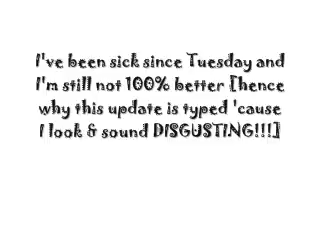 I've been sick since Tuesday and
I'm still not 100% better [hence
why this update is typed 'cause
I look & sound DISGUSTING!!!]